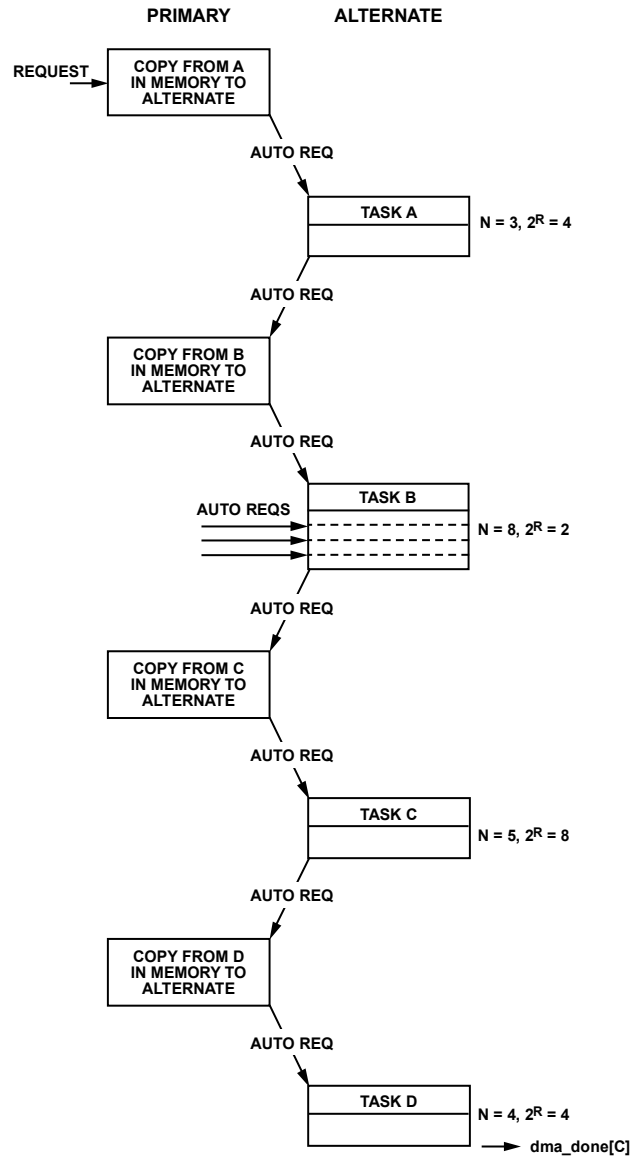 PRIMARY ALTERNATE
REQUEST
COPY FROM A
IN MEMORY TO
ALTERNATE
AUTO REQ
TASK A
N = 3, 2R = 4
AUTO REQ
COPY FROM B
IN MEMORY TO
ALTERNATE
AUTO REQ
TASK B
AUTO REQS
N = 8, 2R = 2
AUTO REQ
COPY FROM C
IN MEMORY TO
ALTERNATE
AUTO REQ
TASK C
N = 5, 2R = 8
AUTO REQ
COPY FROM D
IN MEMORY TO
ALTERNATE
AUTO REQ
TASK D
N = 4, 2R = 4
dma_done[C]